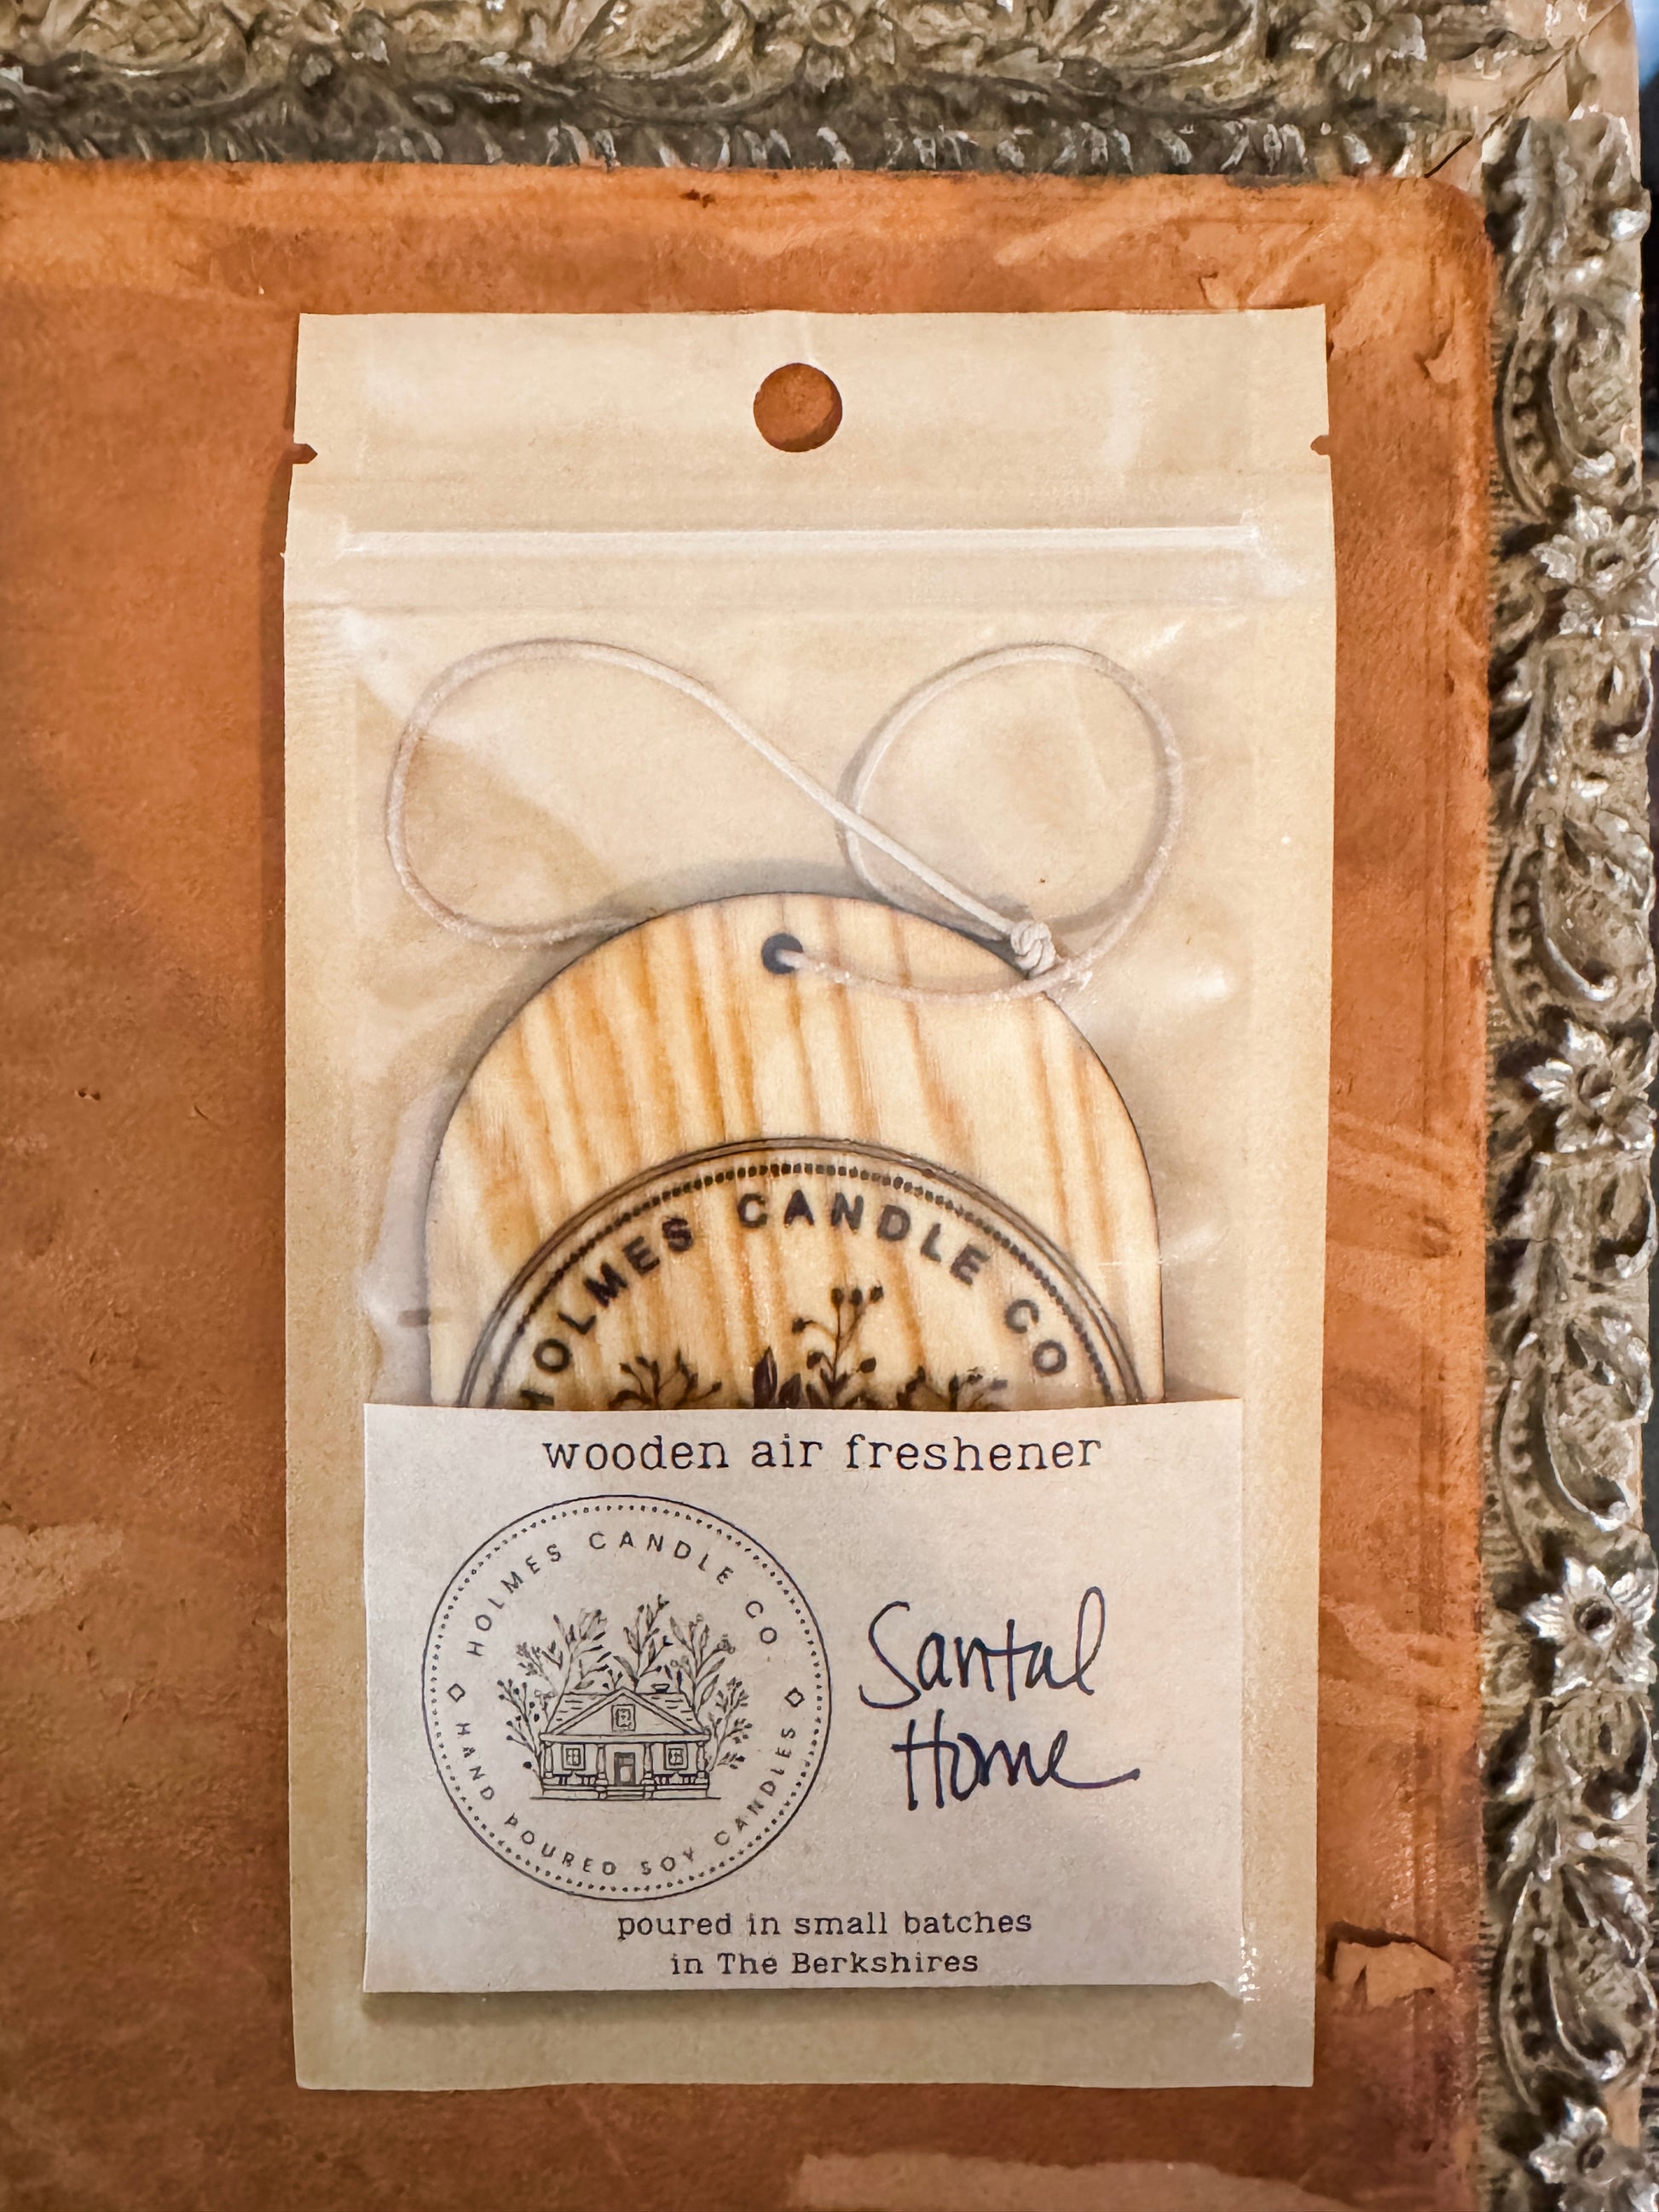 HOLMES CANDLE CO
wooden air freshener
HOLMES CANDLE CO.
HAND POURED SOY CANDLES
Santal
Home
poured in small batches
in The Berkshires